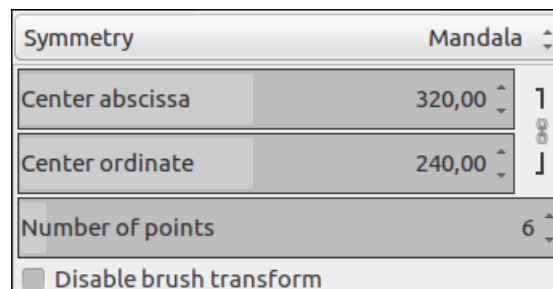 Symmetry Mandala
Center abscissa 320,00
Center ordinate 240,00
Number of points 6
Disable brush transform